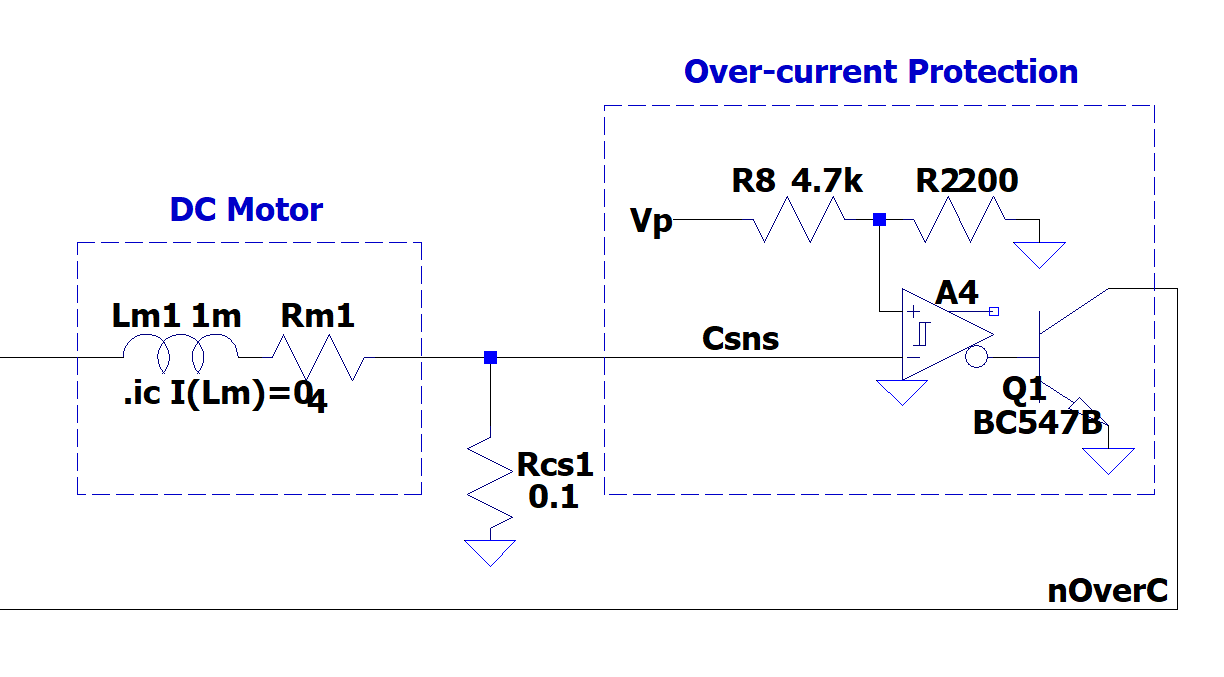 Over-current Protection
R8 4.7k
R2 200
Vp
DC Motor
Lm1 1m
Rm1
A4
+
Csns
−
.ic I(Lm)=0
4
Q1
BC547B
Rcs1
0.1
nOverC